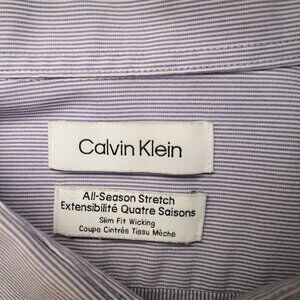 Calvin Klein
All-Season Stretch
Extensibilité Quatre Saisons
Slim Fit Wicking
Coupe Cintrée Tissu Mèche